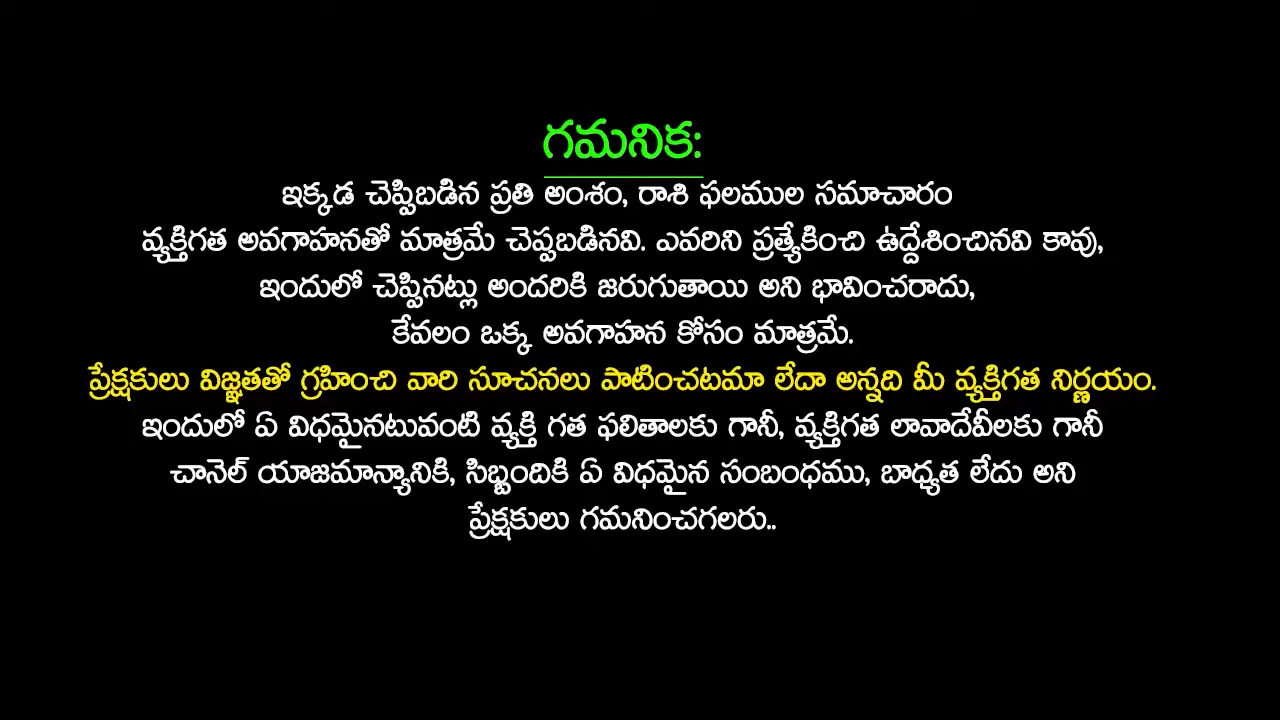 గమనిక:
ఇక్కడ చెప్పిబడిన ప్రతి అంశం, రాశి ఫలముల సమాచారం
వ్యక్తిగత అవగాహనతో మాత్రమే చెప్పబడినవి. ఎవరిని ప్రత్యేకించి ఉద్దేశించినవి కావు,
ఇందులో చెప్పినట్లు అందరికి జరుగుతాయి అని భావించరాదు,
కేవలం ఒక్క అవగాహన కోసం మాత్రమే.
ప్రేక్షకులు విజ్ఞతతో గ్రహించి వారి సూచనలు పాటించటమా లేదా అన్నది మీ వ్యక్తిగత నిర్ణయం.
ఇందులో ఏ విధమైనటువంటి వ్యక్తి గత ఫలితాలకు గానీ, వ్యక్తిగత లావాదేవీలకు గానీ
చానెల్ యాజమాన్యానికి, సిబ్బందికి ఏ విధమైన సంబంధము, బాధ్యత లేదు అని
ప్రేక్షకులు గమనించగలరు..